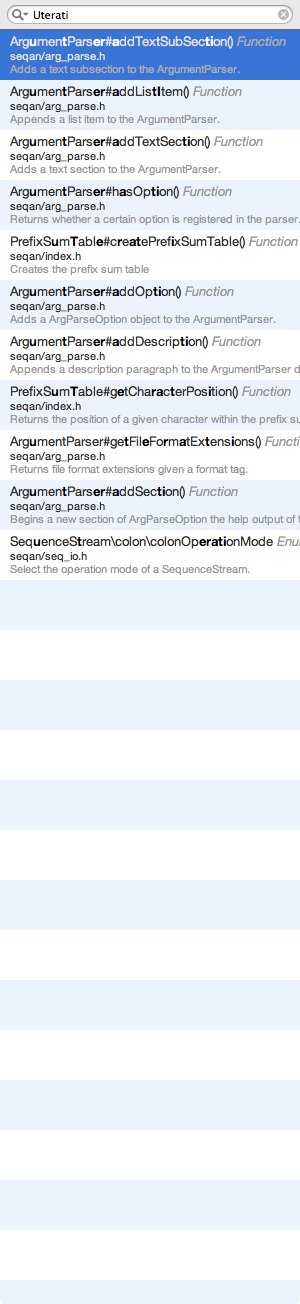 Uterati
ArgumentParser#addTextSubSection() Function
seqan/arg_parse.h
Adds a text subsection to the ArgumentParser.
ArgumentParser#addListItem() Function
seqan/arg_parse.h
Appends a list item to the ArgumentParser.
ArgumentParser#addTextSection() Function
seqan/arg_parse.h
Adds a text section to the ArgumentParser.
ArgumentParser#hasOption() Function
seqan/arg_parse.h
Returns whether a certain option is registered in the parser.
PrefixSumTable#createPrefixSumTable() Function
seqan/index.h
Creates the prefix sum table
ArgumentParser#addOption() Function
seqan/arg_parse.h
Adds a ArgParseOption object to the ArgumentParser.
ArgumentParser#addDescription() Function
seqan/arg_parse.h
Appends a description paragraph to the ArgumentParser d
PrefixSumTable#getCharacterPosition() Function
seqan/index.h
Returns the position of a given character within the prefix su
ArgumentParser#getFileFormatExtensions() Functi
seqan/arg_parse.h
Returns file format extensions given a format tag.
ArgumentParser#addSection() Function
seqan/arg_parse.h
Begins a new section of ArgParseOption the help output of t
SequenceStream\colon\colonOperationMode Enu
seqan/seq_io.h
Select the operation mode of a SequenceStream.